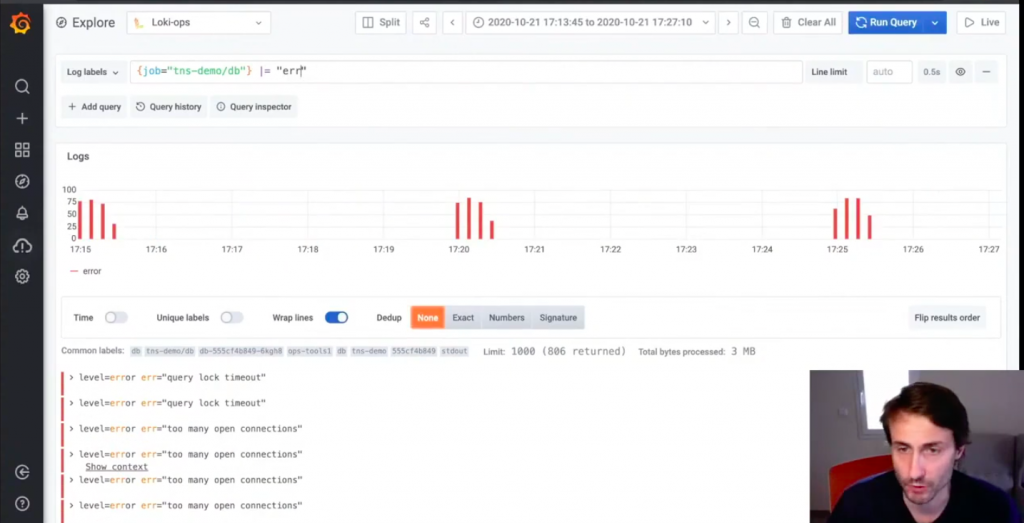 Explore
Loki-ops
Split
2020-10-21 17:13:45 to 2020-10-21 17:27:10
Clear All
Run Query
Live
Log labels
{job="tns-demo/db"} |= "err"
Line limit
auto
0.5s
+ Add query
Query history
Query inspector
Logs
100
75
50
25
0
17:15 17:16 17:17 17:18 17:19 17:20 17:21 17:22 17:23 17:24 17:25 17:26 17:27
error
Time
Unique labels
Wrap lines
Dedup
None
Exact
Numbers
Signature
Flip results order
Common labels: db tns-demo/db db-555cf4b849-6kgh8 ops-tools1 db tns-demo 555cf4b849 stdout Limit: 1000 (806 returned) Total bytes processed: 3 MB
> level=error err="query lock timeout"
> level=error err="query lock timeout"
> level=error err="too many open connections"
> level=error err="too many open connections"
Show context
> level=error err="too many open connections"
> level=error err="too many open connections"